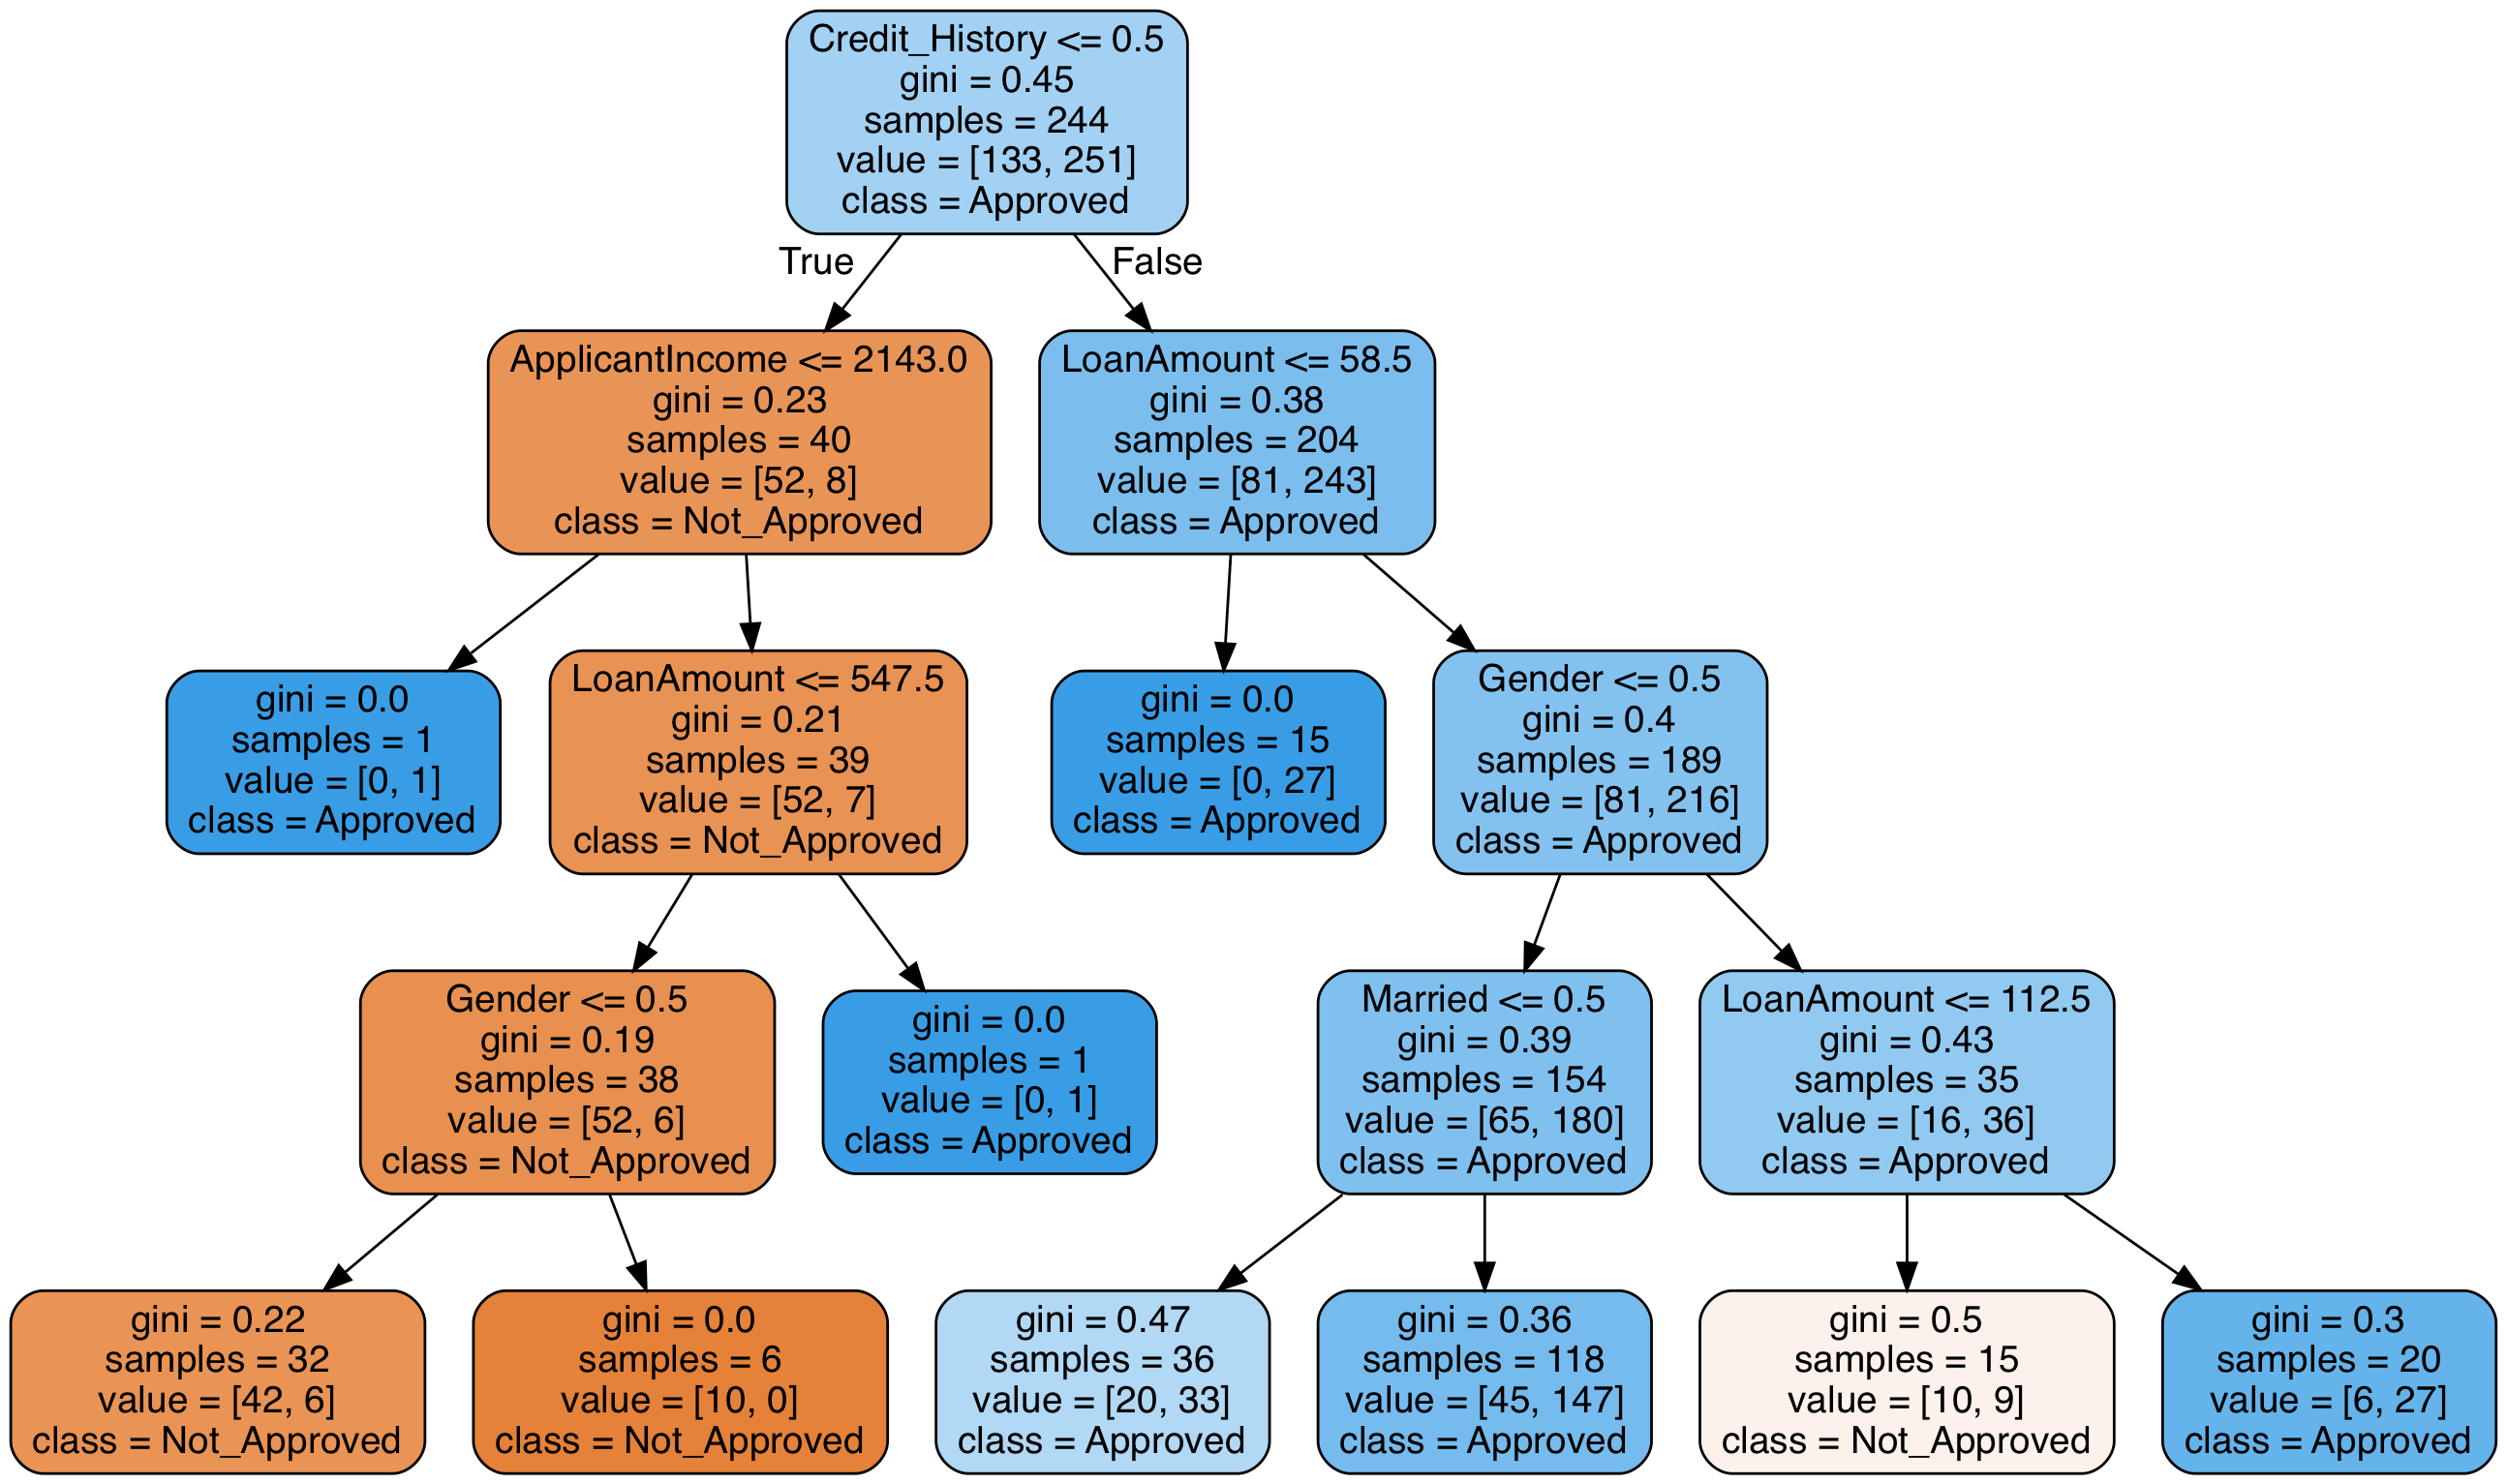 Credit_History <= 0.5
gini = 0.45
samples = 244
value = [133, 251]
class = Approved
True
False
ApplicantIncome <= 2143.0
gini = 0.23
samples = 40
value = [52, 8]
class = Not_Approved
LoanAmount <= 58.5
gini = 0.38
samples = 204
value = [81, 243]
class = Approved
gini = 0.0
samples = 1
value = [0, 1]
class = Approved
LoanAmount <= 547.5
gini = 0.21
samples = 39
value = [52, 7]
class = Not_Approved
gini = 0.0
samples = 15
value = [0, 27]
class = Approved
Gender <= 0.5
gini = 0.4
samples = 189
value = [81, 216]
class = Approved
Gender <= 0.5
gini = 0.19
samples = 38
value = [52, 6]
class = Not_Approved
gini = 0.0
samples = 1
value = [0, 1]
class = Approved
Married <= 0.5
gini = 0.39
samples = 154
value = [65, 180]
class = Approved
LoanAmount <= 112.5
gini = 0.43
samples = 35
value = [16, 36]
class = Approved
gini = 0.22
samples = 32
value = [42, 6]
class = Not_Approved
gini = 0.0
samples = 6
value = [10, 0]
class = Not_Approved
gini = 0.47
samples = 36
value = [20, 33]
class = Approved
gini = 0.36
samples = 118
value = [45, 147]
class = Approved
gini = 0.5
samples = 15
value = [10, 9]
class = Not_Approved
gini = 0.3
samples = 20
value = [6, 27]
class = Approved